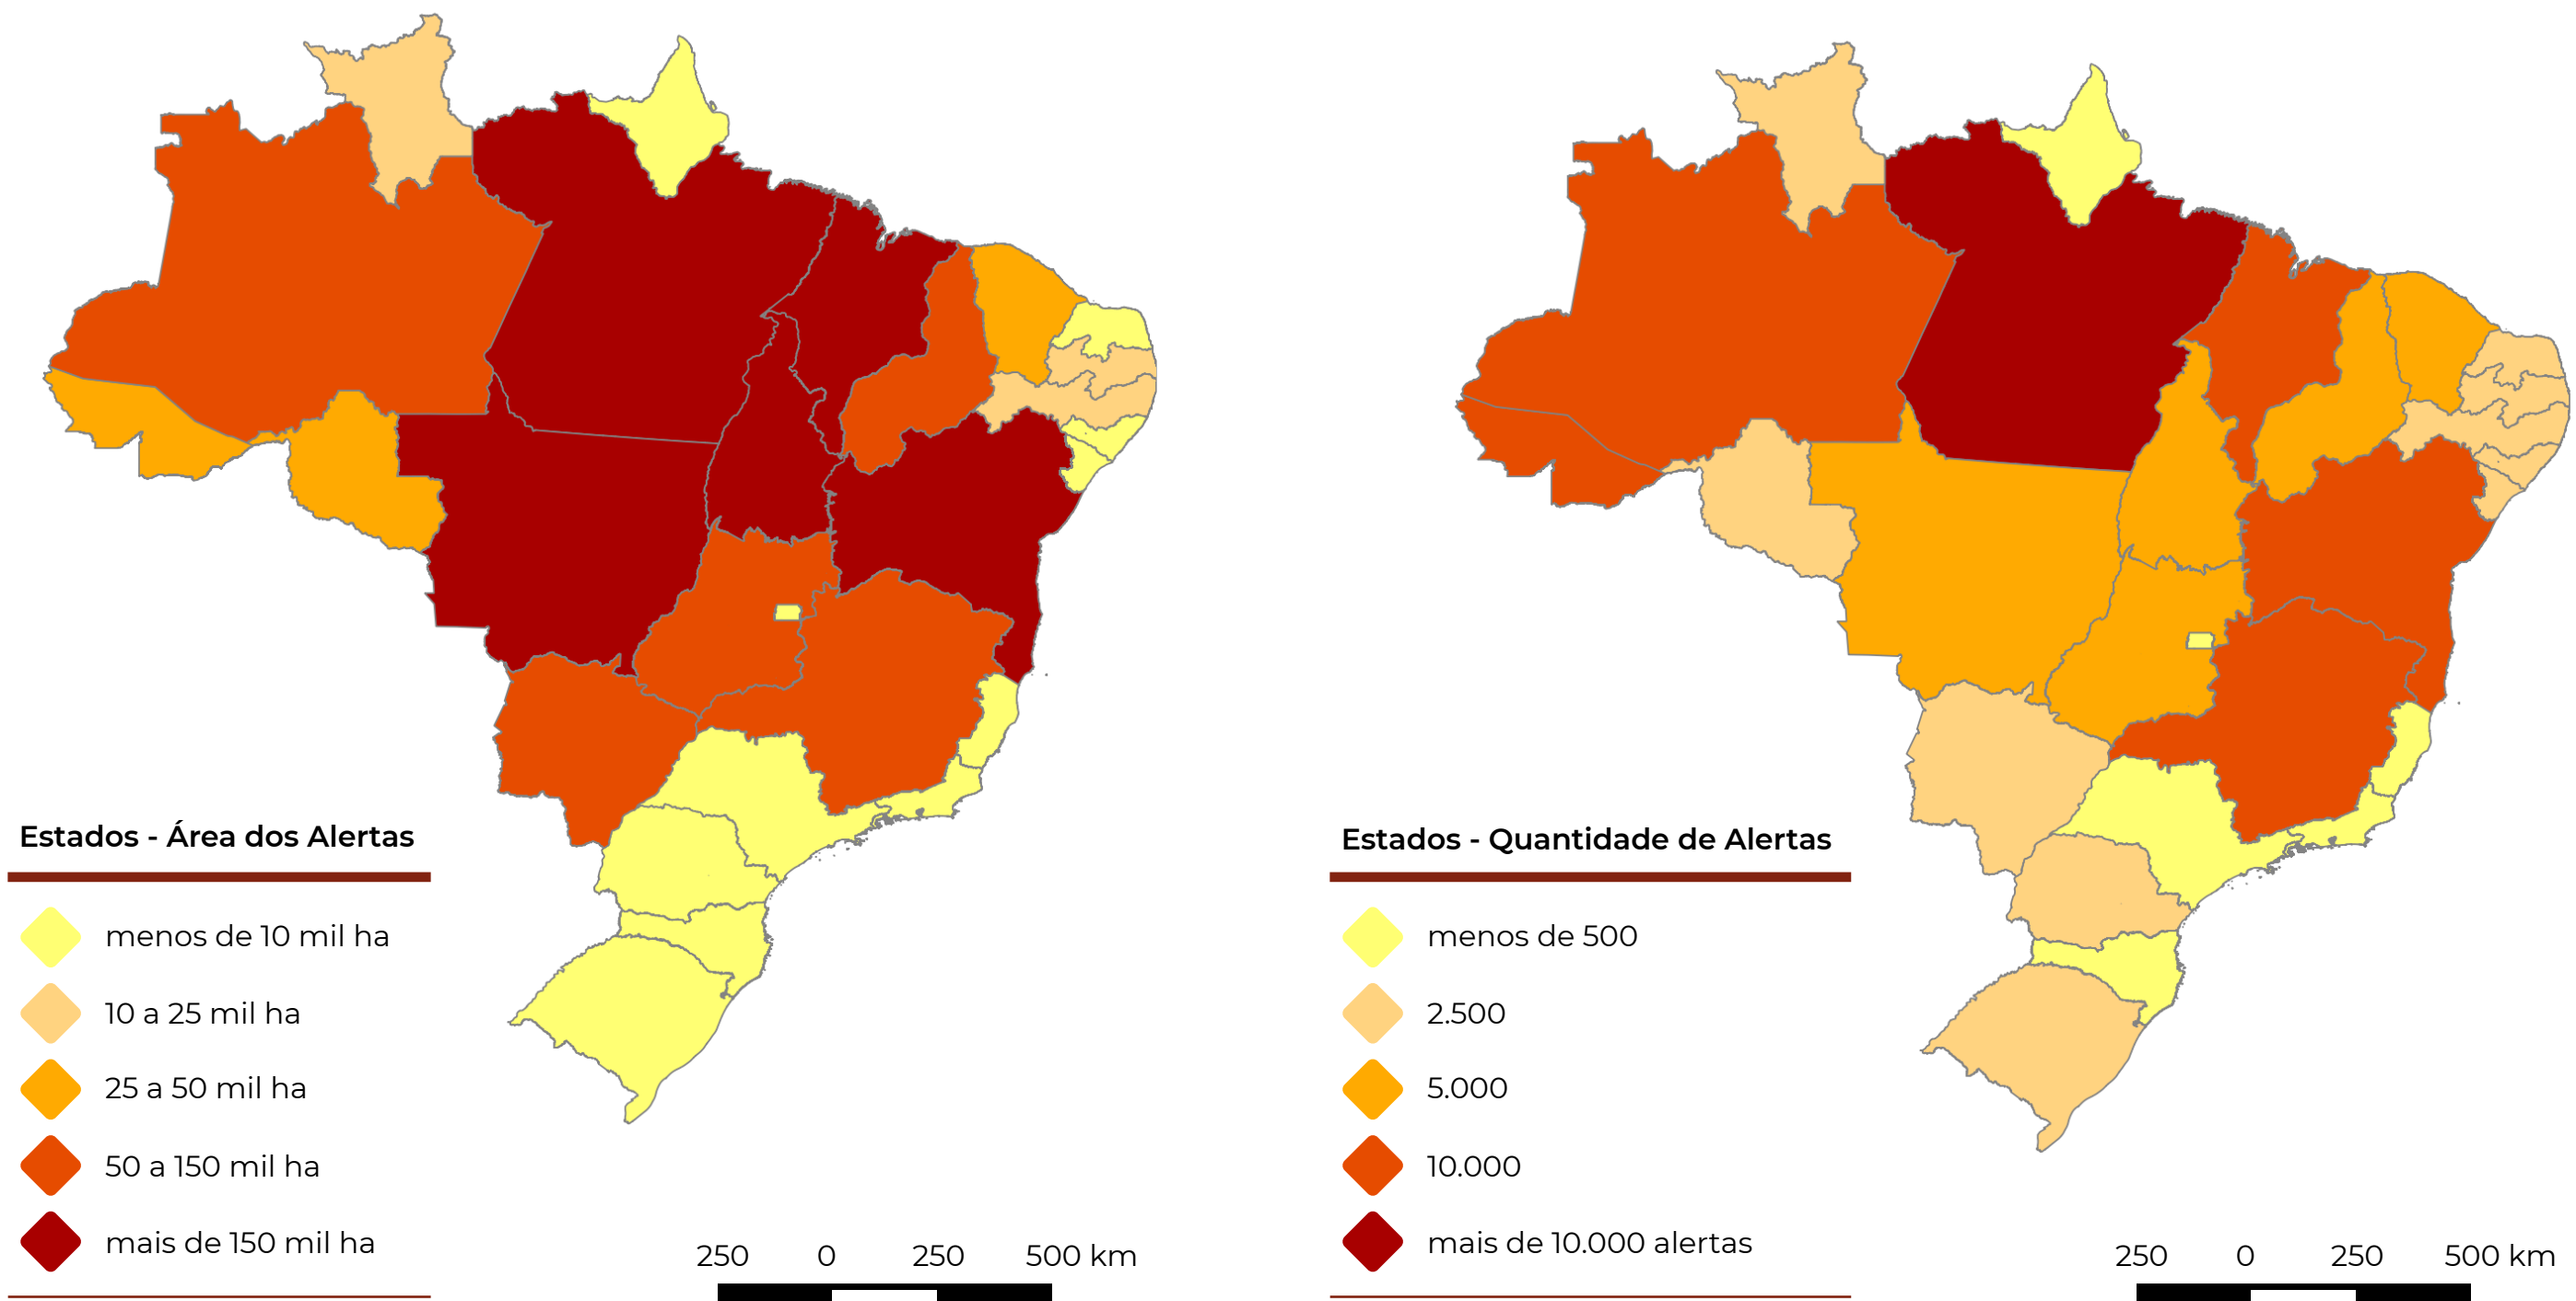 Estados - Área dos Alertas
menos de 10 mil ha
10 a 25 mil ha
25 a 50 mil ha
50 a 150 mil ha
mais de 150 mil ha
250 0 250 500 km
Estados - Quantidade de Alertas
menos de 500
2.500
5.000
10.000
mais de 10.000 alertas
250 0 250 500 km